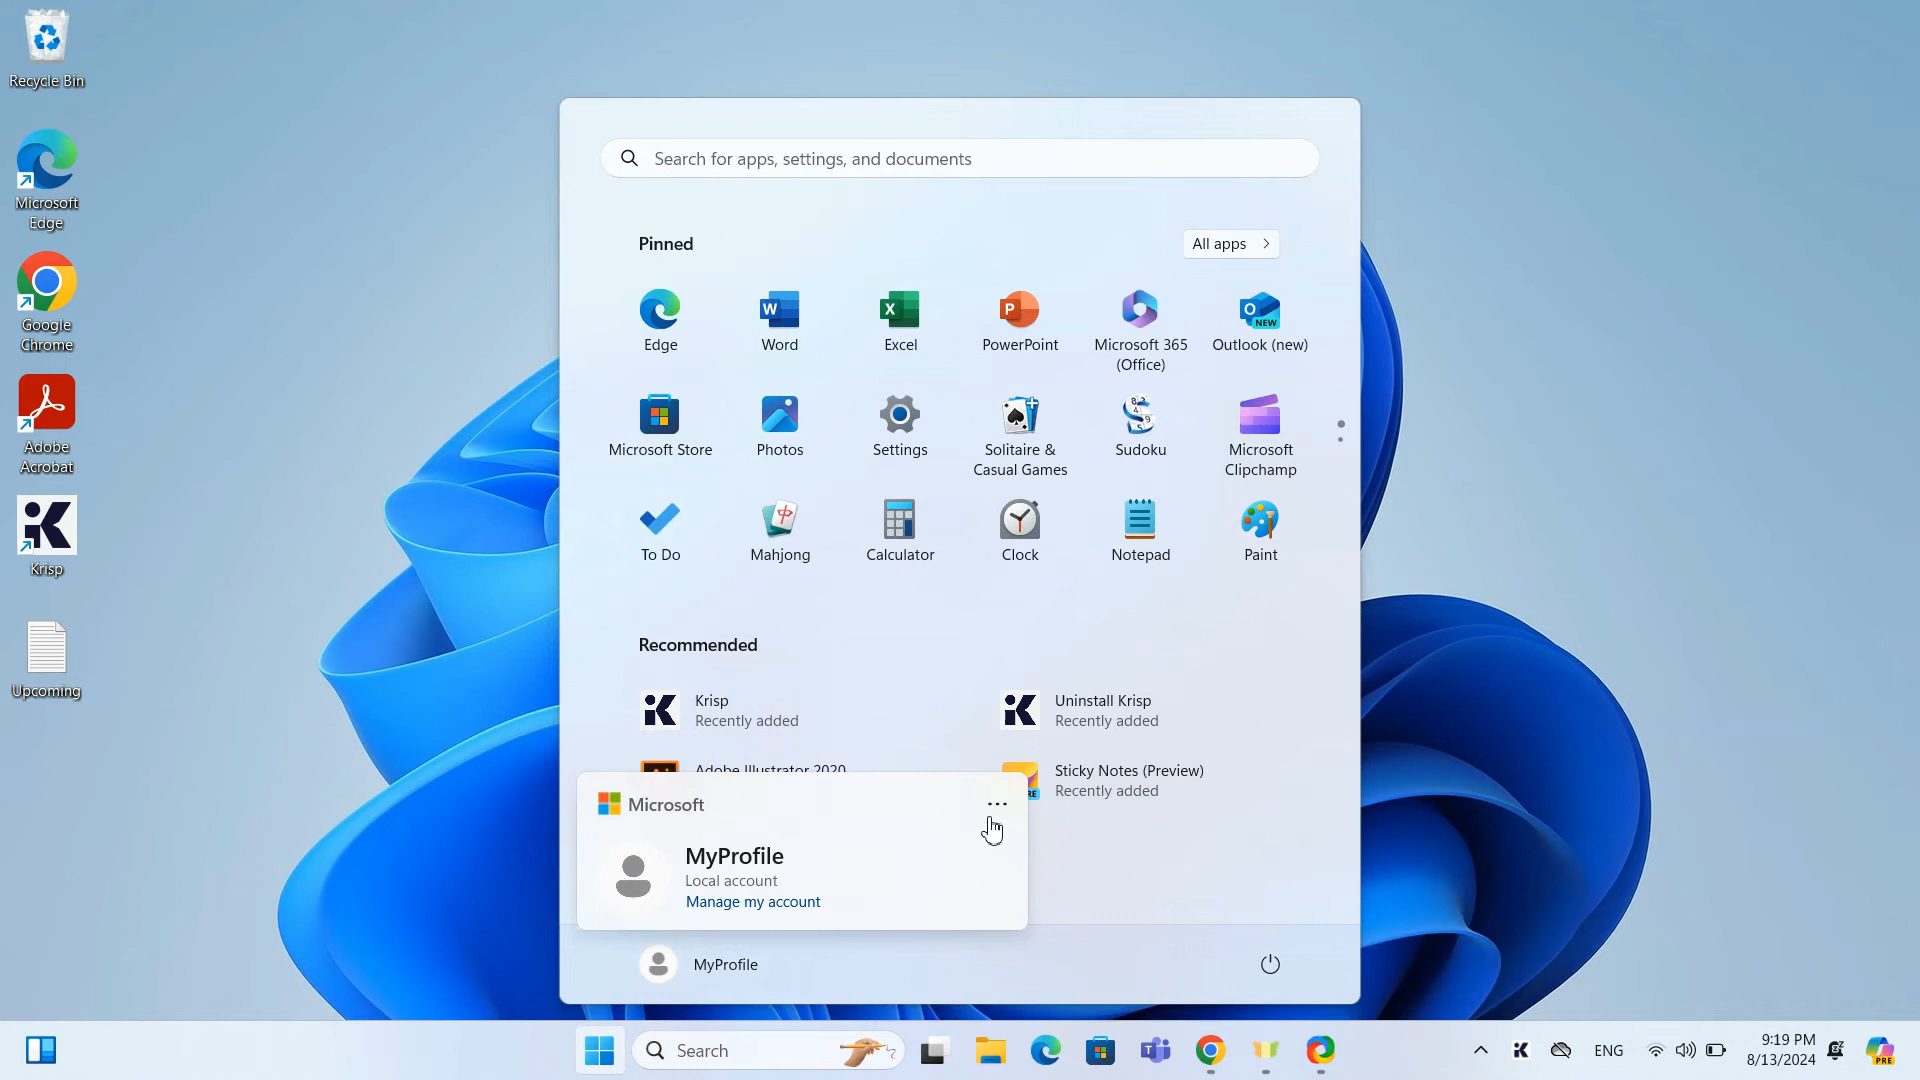 Recycle Bin
Microsoft
Edge
Google
Chrome
Adobe
Acrobat
Krisp
Upcoming
Search for apps, settings, and documents
Pinned
All apps
Edge
Word
Excel
PowerPoint
Microsoft 365
(Office)
Outlook (new)
Microsoft Store
Photos
Settings
Solitaire &
Casual Games
Sudoku
Microsoft
Clipchamp
To Do
Mahjong
Calculator
Clock
Notepad
Paint
Recommended
Krisp
Recently added
Uninstall Krisp
Recently added
Adobe Illustrator 2020
Sticky Notes (Preview)
Recently added
Microsoft
MyProfile
Local account
Manage my account
MyProfile
Search
ENG
9:19 PM
8/13/2024
PRE